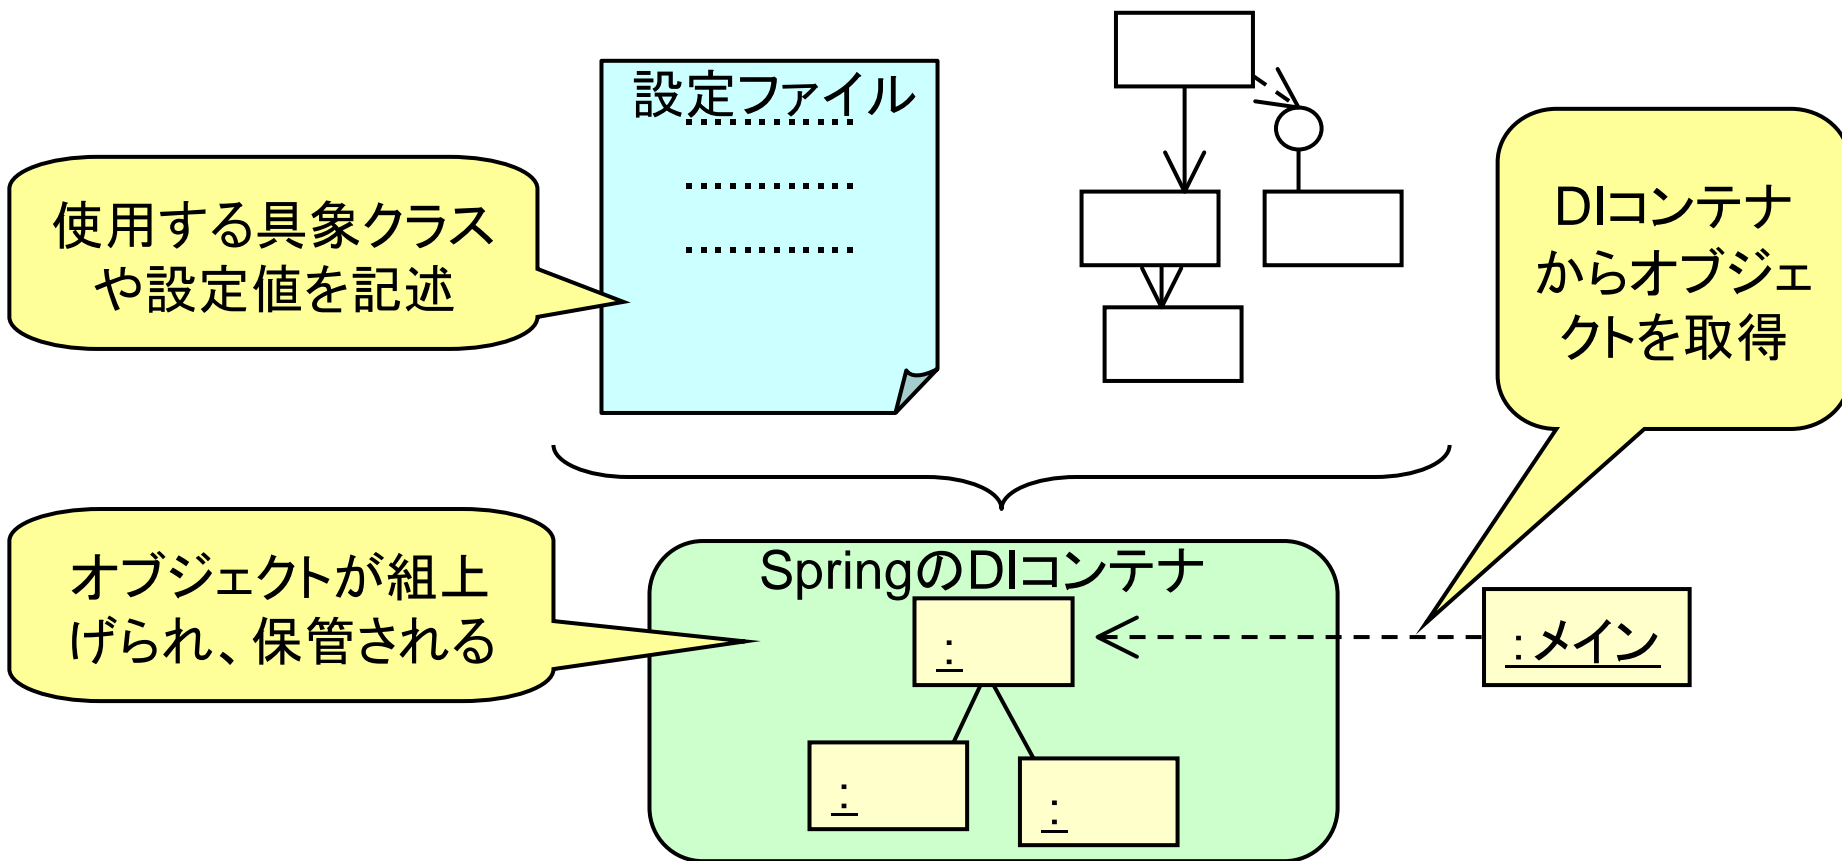 設定ファイル
使用する具象クラス
や設定値を記述
DIコンテナ
からオブジェ
クトを取得
オブジェクトが組上
げられ、保管される
SpringのDIコンテナ
:
: メイン
:
: